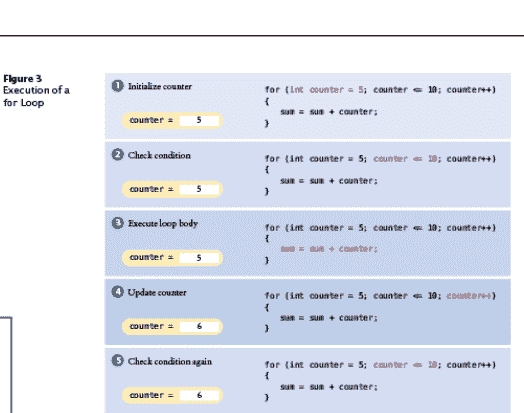 Figure 3
Execution of a
for Loop
1 Initialize counter
for (int counter = 5; counter <= 10; counter++)
{
sum = sum + counter;
}
counter = 5
2 Check condition
for (int counter = 5; counter <= 10; counter++)
{
sum = sum + counter;
}
counter = 5
3 Execute loop body
for (int counter = 5; counter <= 10; counter++)
{
sum = sum + counter;
}
counter = 5
4 Update counter
for (int counter = 5; counter <= 10; counter++)
{
sum = sum + counter;
}
counter = 6
5 Check condition again
for (int counter = 5; counter <= 10; counter++)
{
sum = sum + counter;
}
counter = 6